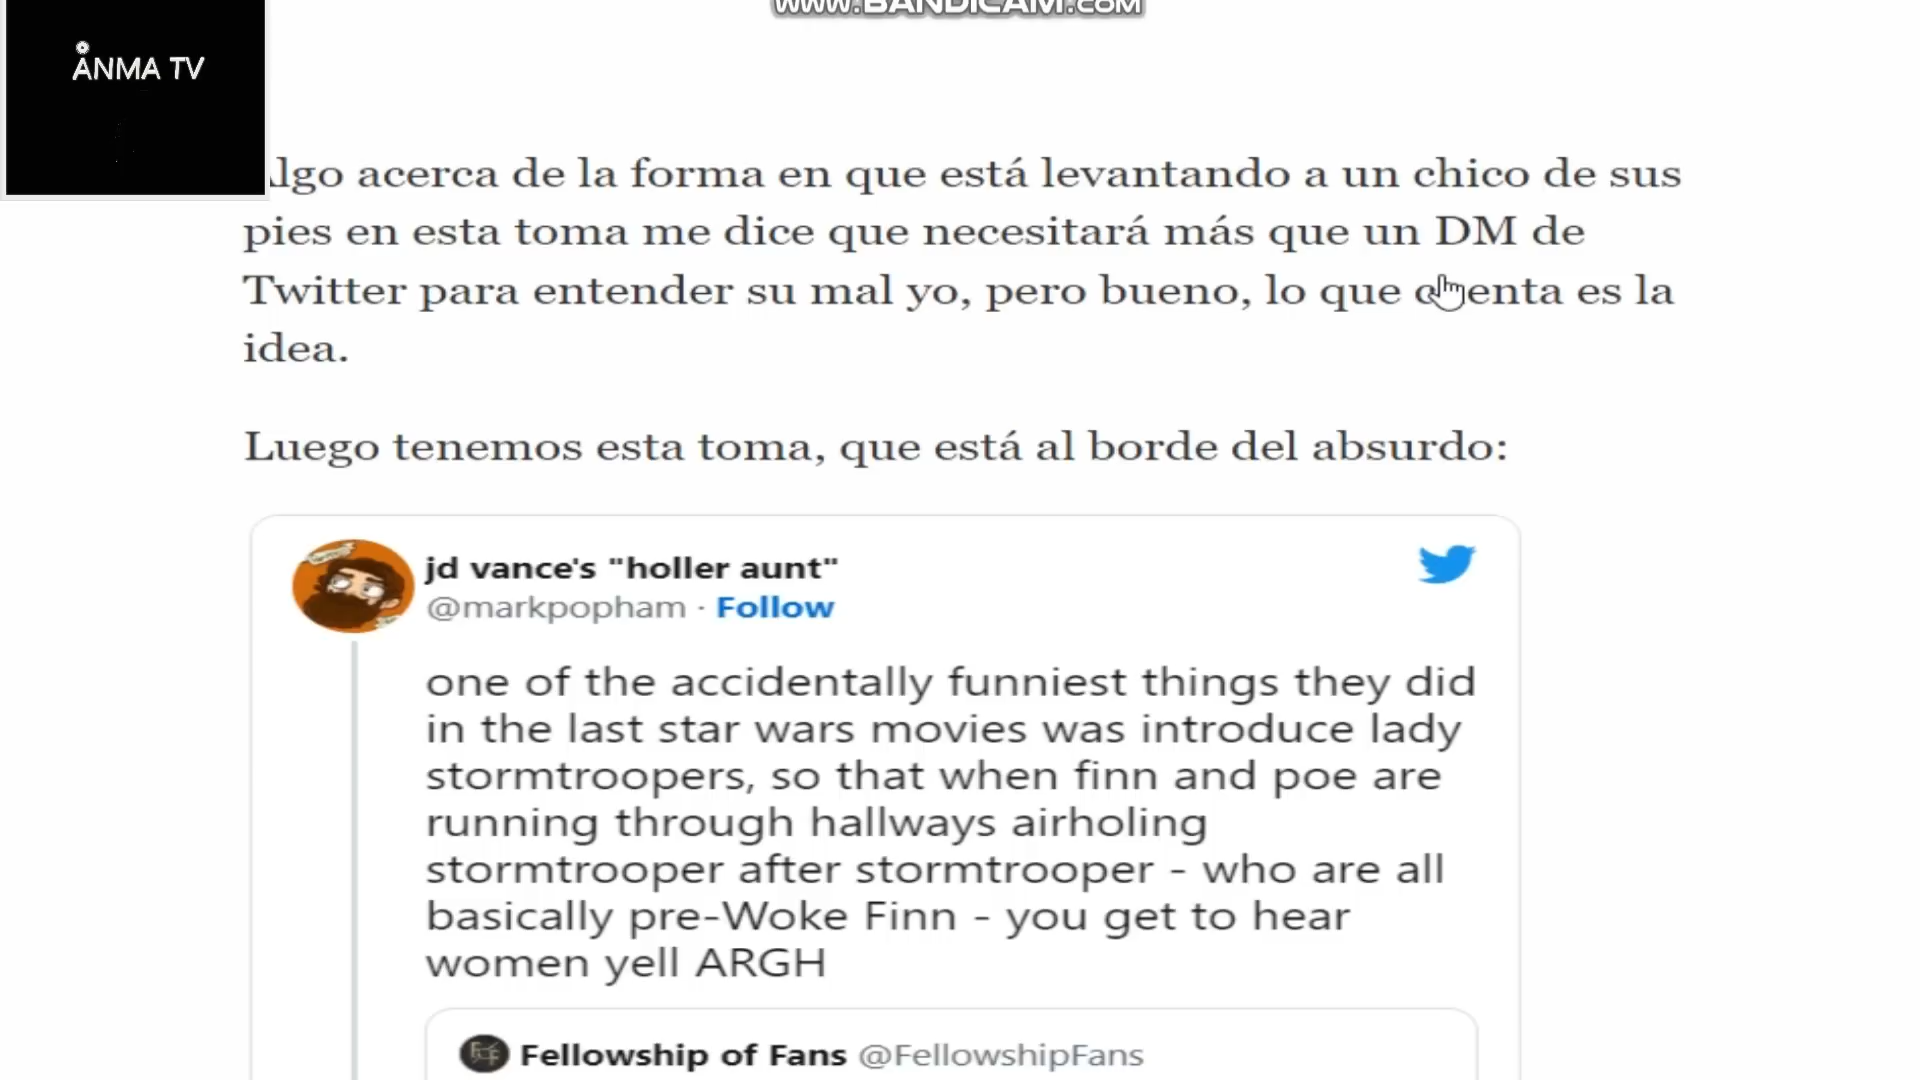 www.BANDICAM.COM
ANMA TV
lgo acerca de la forma en que está levantando a un chico de sus
pies en esta toma me dice que necesitará más que un DM de
Twitter para entender su mal yo, pero bueno, lo que cuenta es la
idea.
Luego tenemos esta toma, que está al borde del absurdo:
jd vance's "holler aunt"
@markpopham · Follow
one of the accidentally funniest things they did
in the last star wars movies was introduce lady
stormtroopers, so that when finn and poe are
running through hallways airholing
stormtrooper after stormtrooper - who are all
basically pre-Woke Finn - you get to hear
women yell ARGH
Fellowship of Fans @FellowshipFans